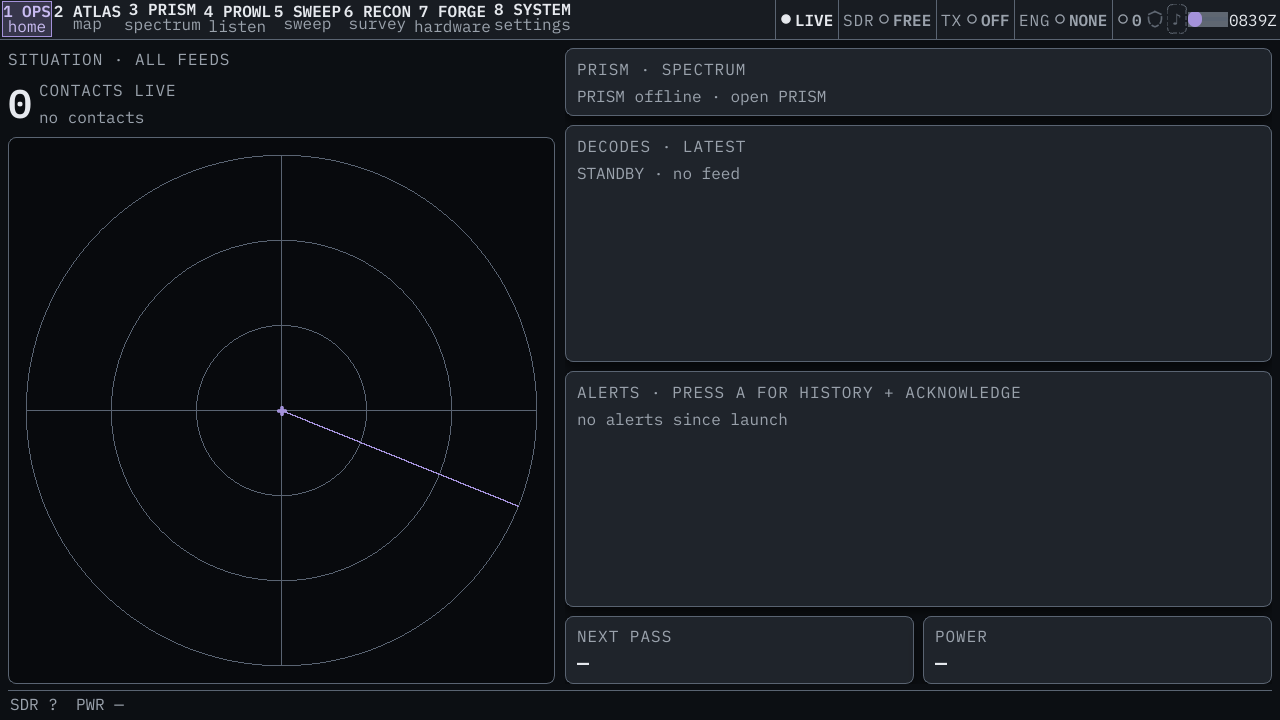 1 OPS 2 ATLAS 3 PRISM 4 PROWL 5 SWEEP 6 RECON 7 FORGE 8 SYSTEM
home map spectrum listen sweep survey hardware settings
LIVE SDR FREE TX OFF ENG NONE 0 ♪ 0839Z
SITUATION · ALL FEEDS
0 CONTACTS LIVE
no contacts
PRISM · SPECTRUM
PRISM offline · open PRISM
DECODES · LATEST
STANDBY · no feed
ALERTS · PRESS A FOR HISTORY + ACKNOWLEDGE
no alerts since launch
NEXT PASS
—
POWER
—
SDR ? PWR —